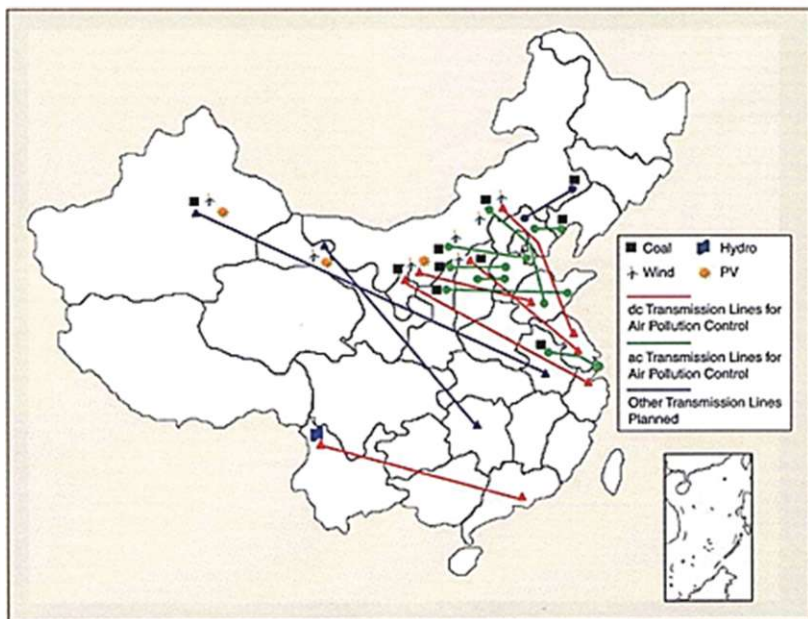 Coal Hydro
Wind PV
dc Transmission Lines for
Air Pollution Control
ac Transmission Lines for
Air Pollution Control
Other Transmission Lines
Planned